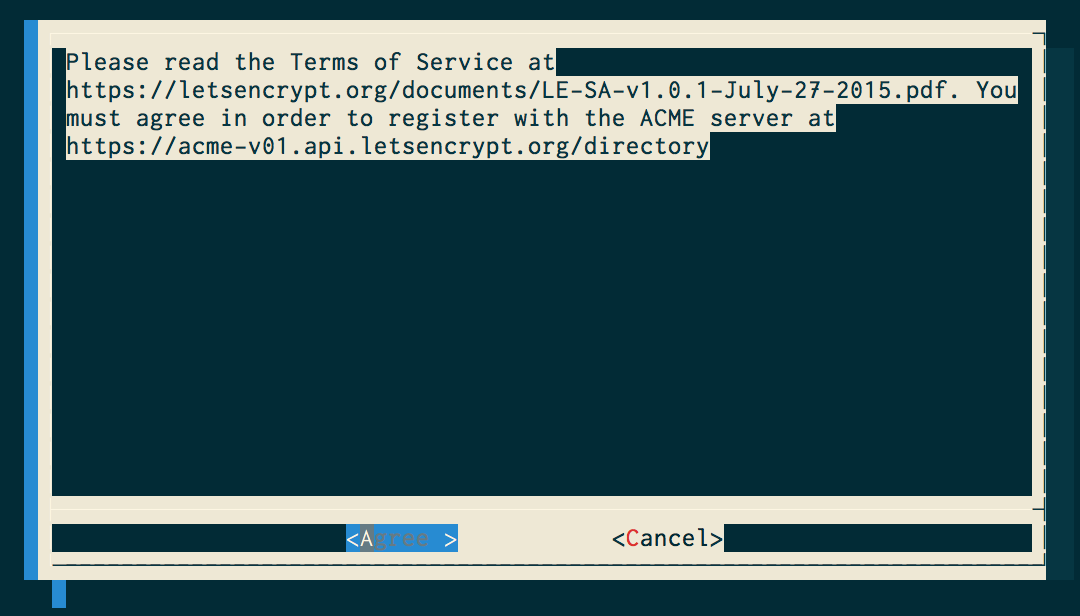 Please read the Terms of Service at
https://letsencrypt.org/documents/LE-SA-v1.0.1-July-27-2015.pdf. You
must agree in order to register with the ACME server at
https://acme-v01.api.letsencrypt.org/directory
<Agree > <Cancel>